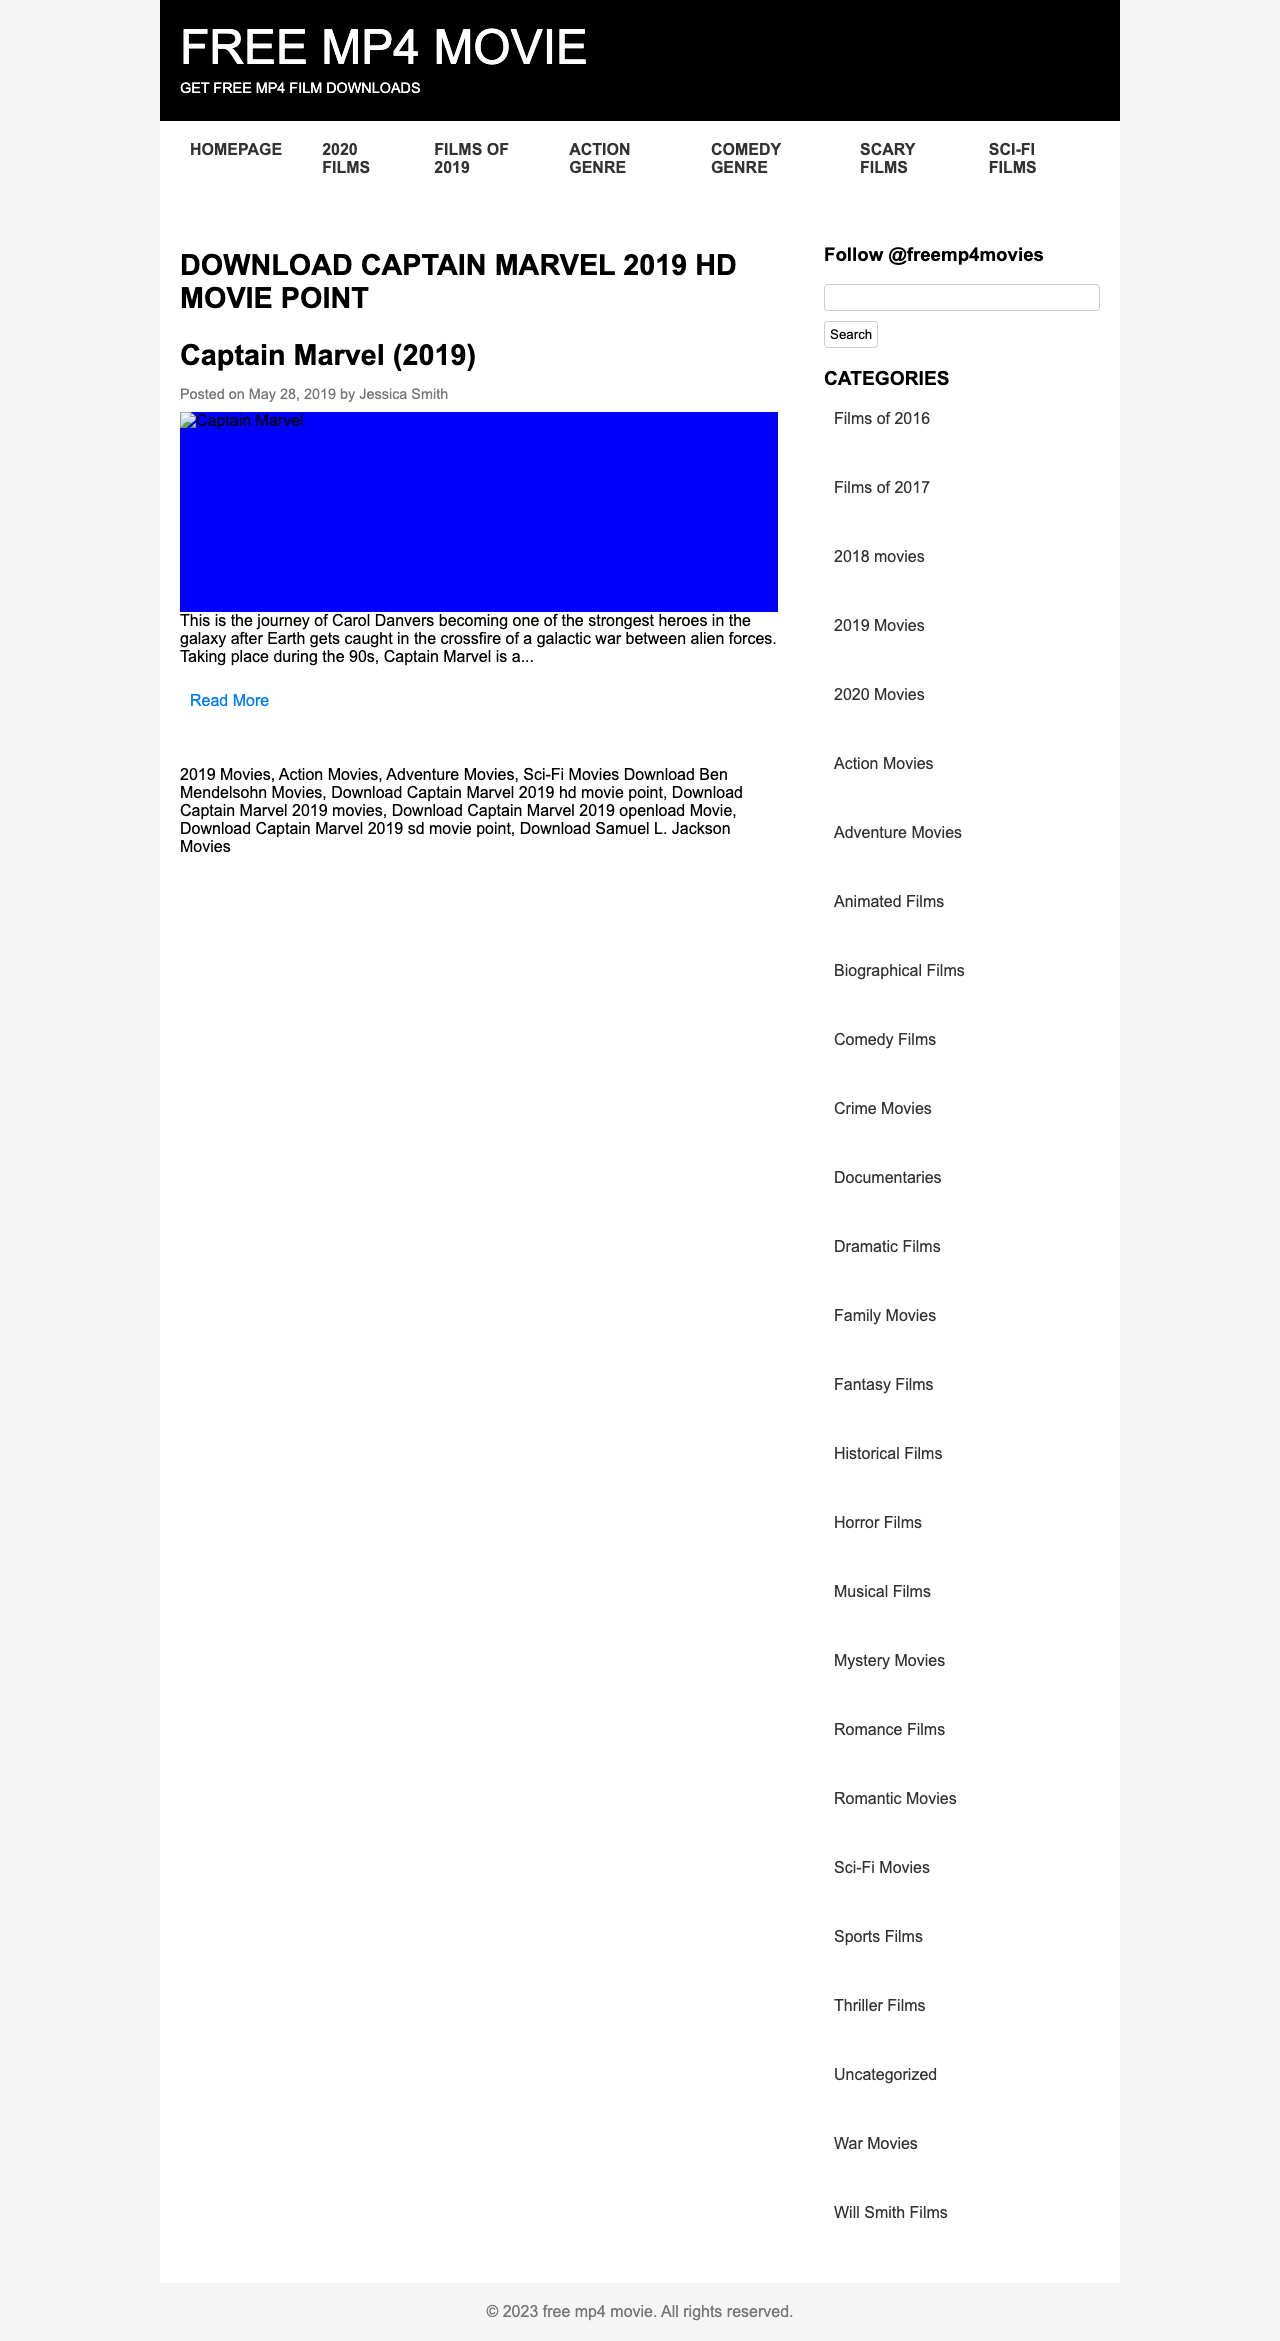 FREE MP4 MOVIE
GET FREE MP4 FILM DOWNLOADS
HOMEPAGE
2020
FILMS
FILMS OF
2019
ACTION
GENRE
COMEDY
GENRE
SCARY
FILMS
SCI-FI
FILMS
DOWNLOAD CAPTAIN MARVEL 2019 HD
MOVIE POINT
Captain Marvel (2019)
Posted on May 28, 2019 by Jessica Smith
Captain Marvel
This is the journey of Carol Danvers becoming one of the strongest heroes in the
galaxy after Earth gets caught in the crossfire of a galactic war between alien forces.
Taking place during the 90s, Captain Marvel is a...
Read More
2019 Movies, Action Movies, Adventure Movies, Sci-Fi Movies Download Ben
Mendelsohn Movies, Download Captain Marvel 2019 hd movie point, Download
Captain Marvel 2019 movies, Download Captain Marvel 2019 openload Movie,
Download Captain Marvel 2019 sd movie point, Download Samuel L. Jackson
Movies
Follow @freemp4movies
Search
CATEGORIES
Films of 2016
Films of 2017
2018 movies
2019 Movies
2020 Movies
Action Movies
Adventure Movies
Animated Films
Biographical Films
Comedy Films
Crime Movies
Documentaries
Dramatic Films
Family Movies
Fantasy Films
Historical Films
Horror Films
Musical Films
Mystery Movies
Romance Films
Romantic Movies
Sci-Fi Movies
Sports Films
Thriller Films
Uncategorized
War Movies
Will Smith Films
© 2023 free mp4 movie. All rights reserved.